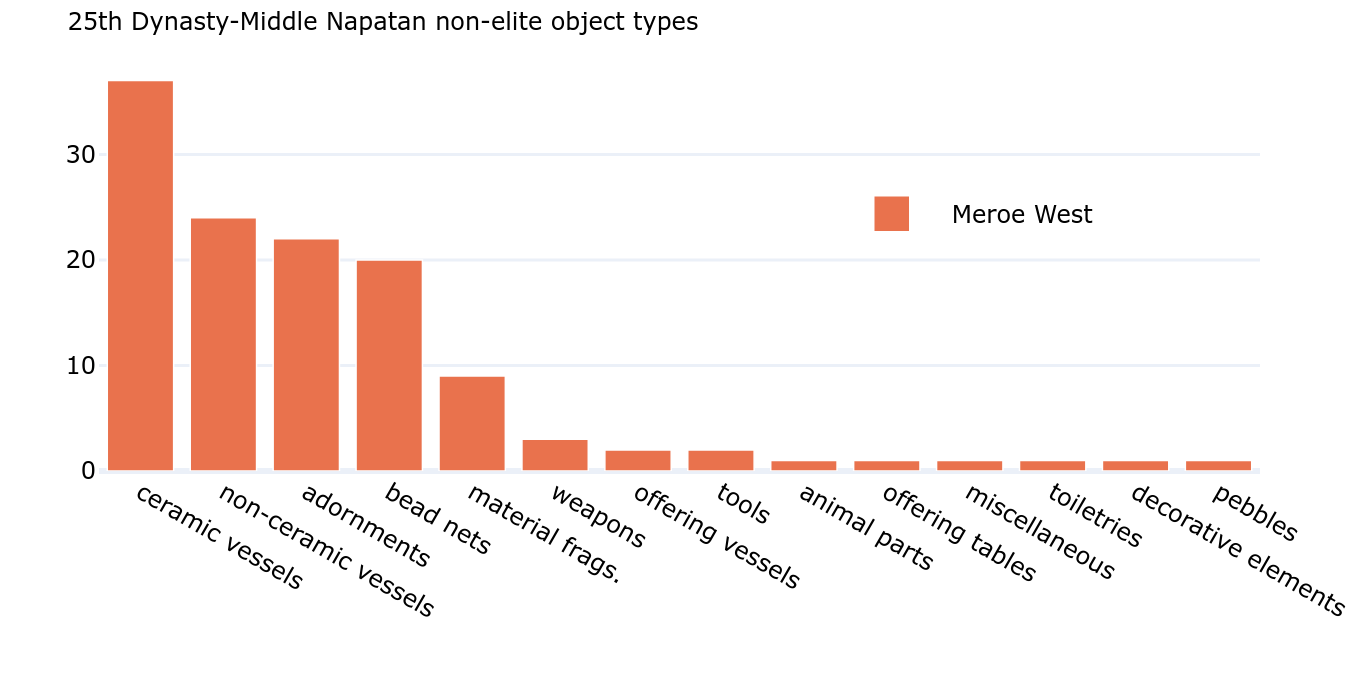 25th Dynasty-Middle Napatan non-elite object types
30
20
10
0
Meroe West
ceramic vessels
non-ceramic vessels
adornments
bead nets
material frags.
weapons
offering vessels
tools
animal parts
offering tables
miscellaneous
toiletries
decorative elements
pebbles